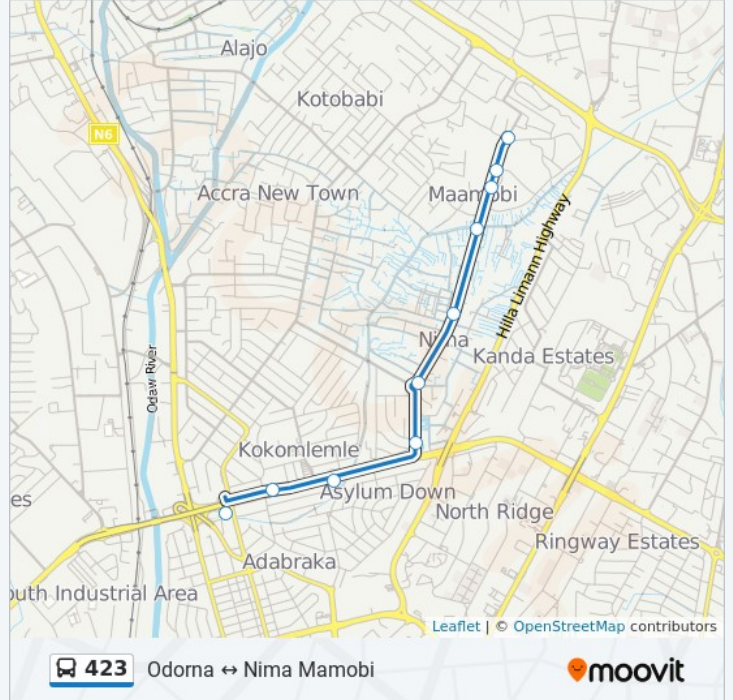 Alajo
Kotobabi
N6
Accra New Town
Maamobi
Hilla Limann Highway
Nima
Kanda Estates
Odaw River
Kokomlemle
Asylum Down
es
North Ridge
Ringway Estates
Adabraka
outh Industrial Area
Leaflet | © OpenStreetMap contributors
423 Odorna ↔ Nima Mamobi
moovit